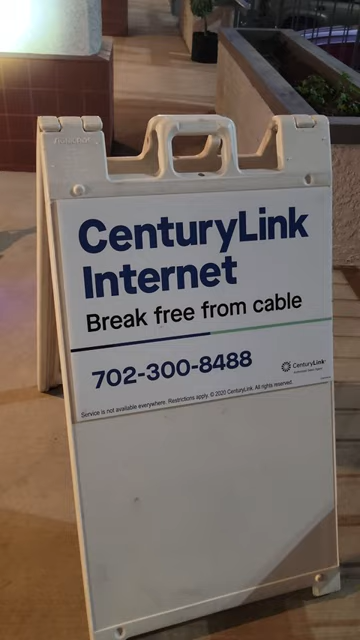 CenturyLink
Internet
Break free from cable
702-300-8488
CenturyLink
Service is not available everywhere. Restrictions apply. © 2020 CenturyLink. All rights reserved.